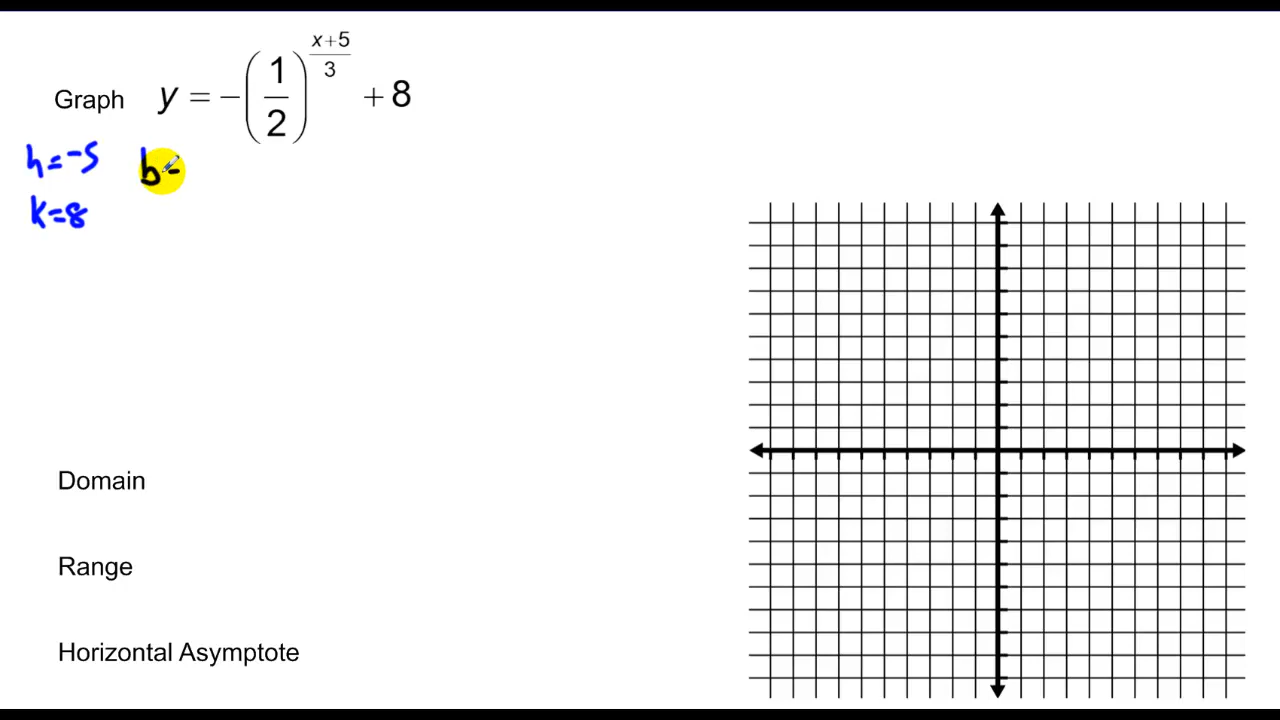 Graph y = −(1/2)^((x+5)/3) + 8
h=-5 b=
k=8
Domain
Range
Horizontal Asymptote